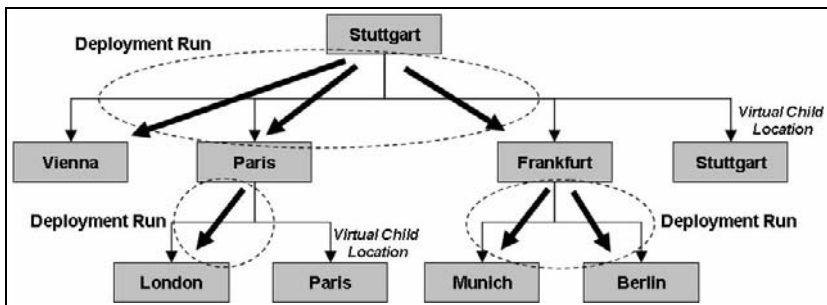 Stuttgart
Deployment Run
Virtual Child
Location
Vienna
Paris
Frankfurt
Stuttgart
Deployment Run
Virtual Child
Location
Deployment Run
London
Paris
Munich
Berlin